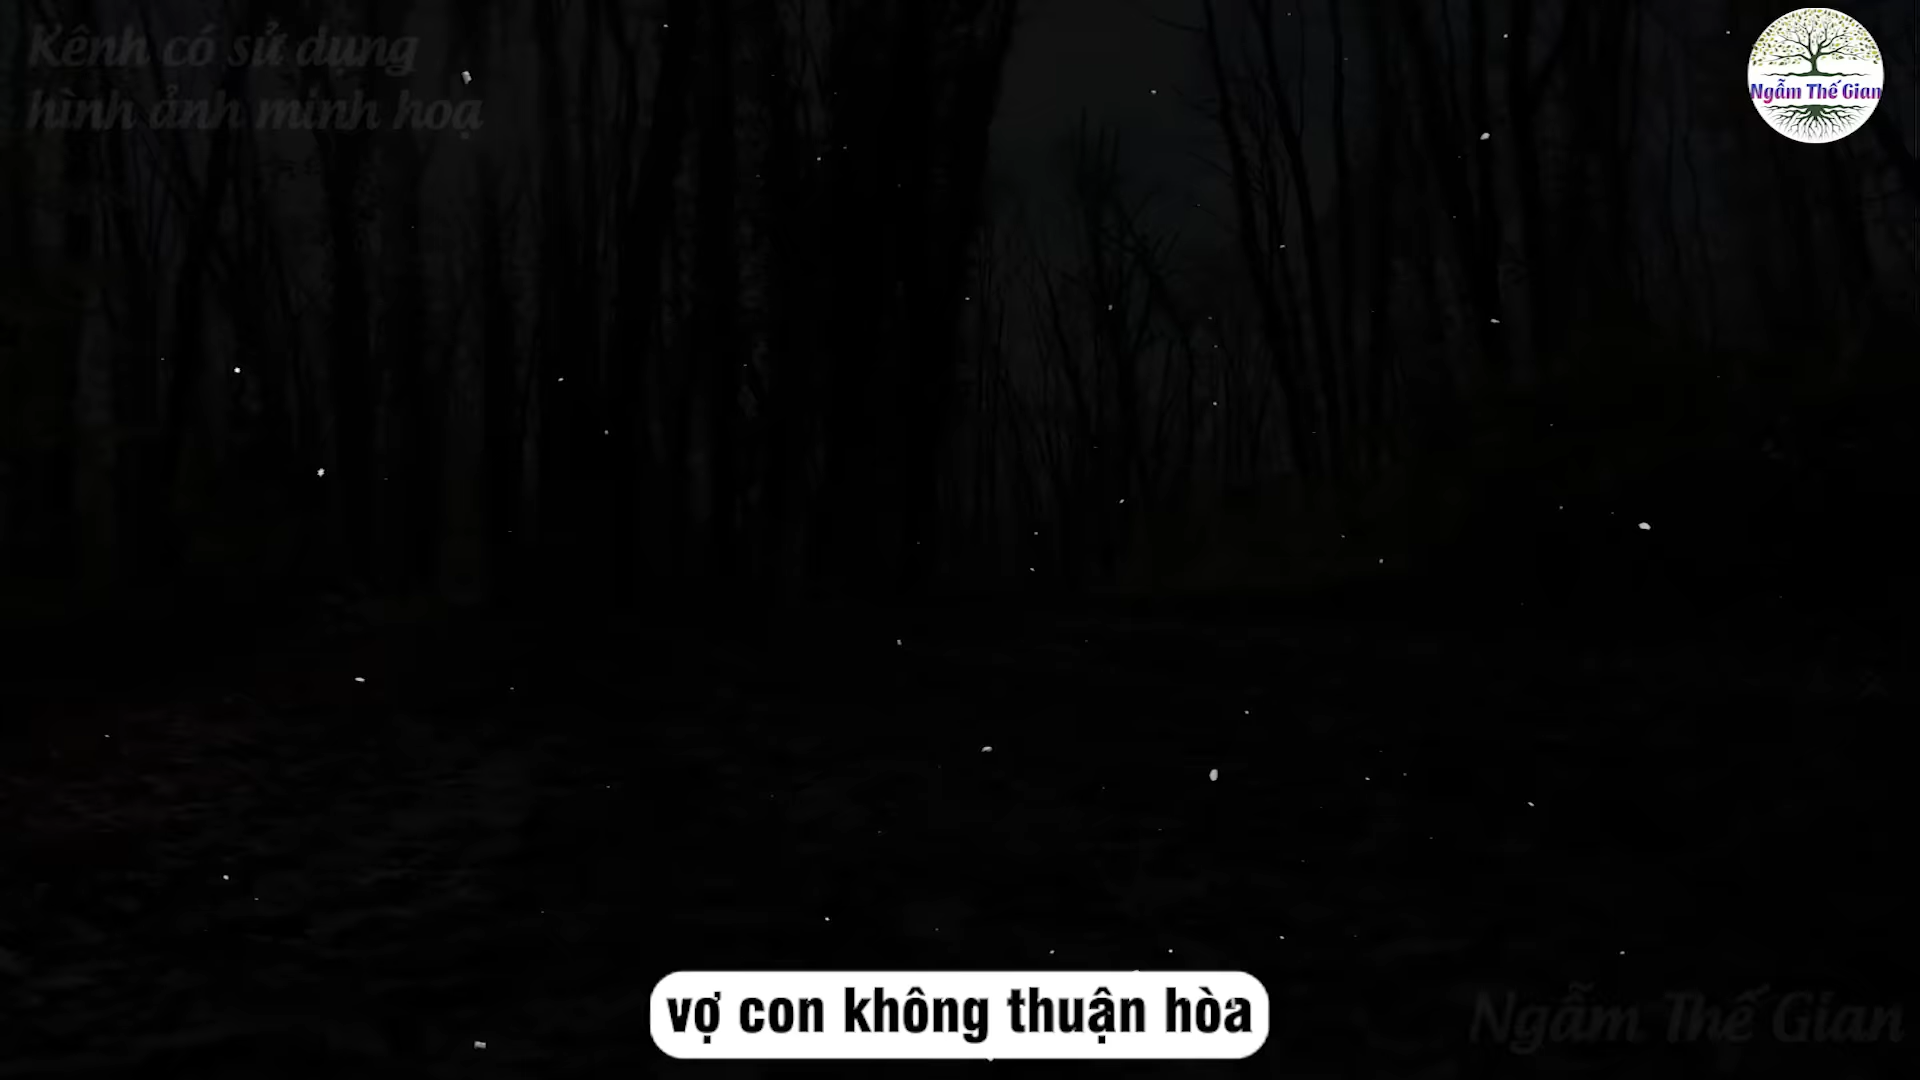 Kênh có sử dụng
hình ảnh minh hoạ
Ngẫm Thế Gian
vợ con không thuận hòa
Ngẫm Thế Gian